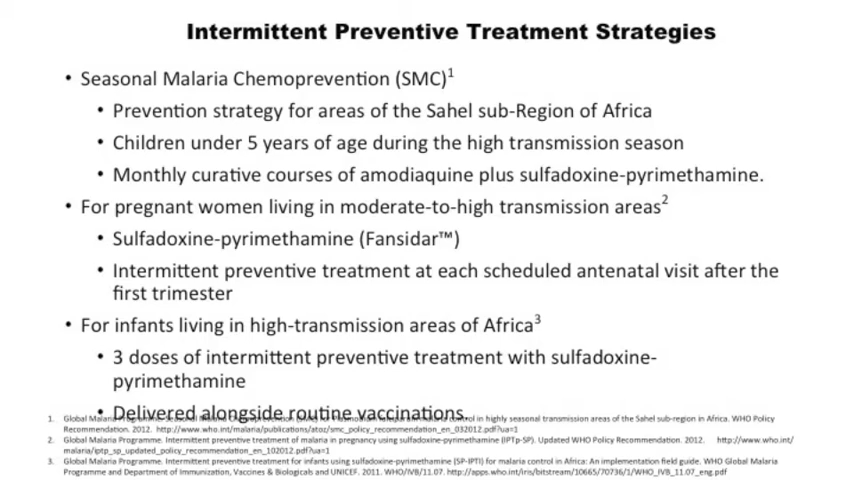 Intermittent Preventive Treatment Strategies
• Seasonal Malaria Chemoprevention (SMC)1
• Prevention strategy for areas of the Sahel sub-Region of Africa
• Children under 5 years of age during the high transmission season
• Monthly curative courses of amodiaquine plus sulfadoxine-pyrimethamine.
• For pregnant women living in moderate-to-high transmission areas2
• Sulfadoxine-pyrimethamine (Fansidar™)
• Intermittent preventive treatment at each scheduled antenatal visit after the
first trimester
• For infants living in high-transmission areas of Africa3
• 3 doses of intermittent preventive treatment with sulfadoxine-
pyrimethamine
• Delivered alongside routine vaccinations.
1. Global Malaria Programme. Seasonal Malaria Chemoprevention control in highly seasonal transmission areas of the Sahel sub-region in Africa. WHO Policy
Recommendation. 2012. http://www.who.int/malaria/publications/atoz/smc_policy_recommendation_en_032012.pdf?ua=1
2. Global Malaria Programme. Intermittent preventive treatment of malaria in pregnancy using sulfadoxine-pyrimethamine (IPTp-SP). Updated WHO Policy Recommendation. 2012. http://www.who.int/
malaria/iptp_sp_updated_policy_recommendation_en_102012.pdf?ua=1
3. Global Malaria Programme. Intermittent preventive treatment for infants using sulfadoxine-pyrimethamine (SP-IPTi) for malaria control in Africa: An implementation field guide. WHO Global Malaria
Programme and Department of Immunization, Vaccines & Biologicals and UNICEF. 2011. WHO/IVB/11.07. http://apps.who.int/iris/bitstream/10665/70736/1/WHO_IVB_11.07_eng.pdf